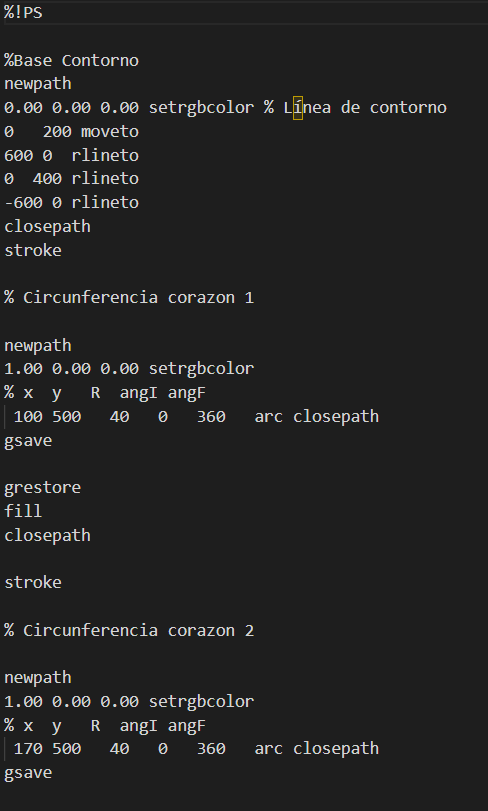 %!PS
%Base Contorno
newpath
0.00 0.00 0.00 setrgbcolor % Línea de contorno
0   200 moveto
600 0  rlineto
0  400 rlineto
-600 0 rlineto
closepath
stroke
% Circunferencia corazon 1
newpath
1.00 0.00 0.00 setrgbcolor
% x  y   R  angI angF
 100 500   40   0   360   arc closepath
gsave
grestore
fill
closepath
stroke
% Circunferencia corazon 2
newpath
1.00 0.00 0.00 setrgbcolor
% x  y   R  angI angF
 170 500   40   0   360   arc closepath
gsave